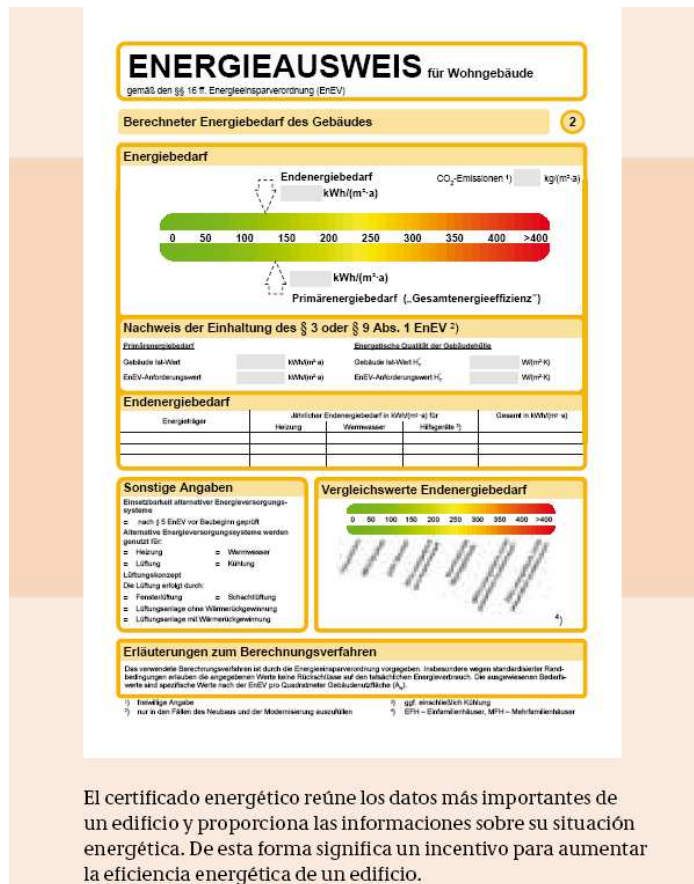 ENERGIEAUSWEIS für Wohngebäude
gemäß den §§ 16 ff. Energieeinsparverordnung (EnEV)
Berechneter Energiebedarf des Gebäudes 2
Energiebedarf
Endenergiebedarf CO2-Emissionen 1) kg/(m²·a)
kWh/(m²·a)
0 50 100 150 200 250 300 350 400 >400
kWh/(m²·a)
Primärenergiebedarf („Gesamtenergieeffizienz")
Nachweis der Einhaltung des § 3 oder § 9 Abs. 1 EnEV 2)
Primärenergiebedarf Energetische Qualität der Gebäudehülle
Gebäude Ist-Wert kWh/(m²·a) Gebäude Ist-Wert H'T W/(m²·K)
EnEV-Anforderungswert kWh/(m²·a) EnEV-Anforderungswert H'T W/(m²·K)
Endenergiebedarf
Energieträger Jährlicher Endenergiebedarf in kWh/(m²·a) für Gesamt in kWh/(m²·a)
Heizung Warmwasser Hilfsgeräte 3)
Sonstige Angaben
Einsetzbarkeit alternativer Energieversorgungs-
systeme
nach § 5 EnEV vor Baubeginn geprüft
Alternative Energieversorgungssysteme werden
genutzt für:
Heizung Warmwasser
Lüftung Kühlung
Lüftungskonzept
Die Lüftung erfolgt durch:
Fensterlüftung Schachtlüftung
Lüftungsanlage ohne Wärmerückgewinnung
Lüftungsanlage mit Wärmerückgewinnung
Vergleichswerte Endenergiebedarf
0 50 100 150 200 250 300 350 400 >400
4)
Erläuterungen zum Berechnungsverfahren
Das verwendete Berechnungsverfahren ist durch die Energieeinsparverordnung vorgegeben. Insbesondere wegen standardisierter Rand-
bedingungen erlauben die angegebenen Werte keine Rückschlüsse auf den tatsächlichen Energieverbrauch. Die ausgewiesenen Bedarfs-
werte sind spezifische Werte nach der EnEV pro Quadratmeter Gebäudenutzfläche (AN).
1) freiwillige Angabe 3) ggf. einschließlich Kühlung
2) nur in den Fällen des Neubaus und der Modernisierung auszufüllen 4) EFH – Einfamilienhäuser, MFH – Mehrfamilienhäuser
El certificado energético reúne los datos más importantes de
un edificio y proporciona las informaciones sobre su situación
energética. De esta forma significa un incentivo para aumentar
la eficiencia energética de un edificio.